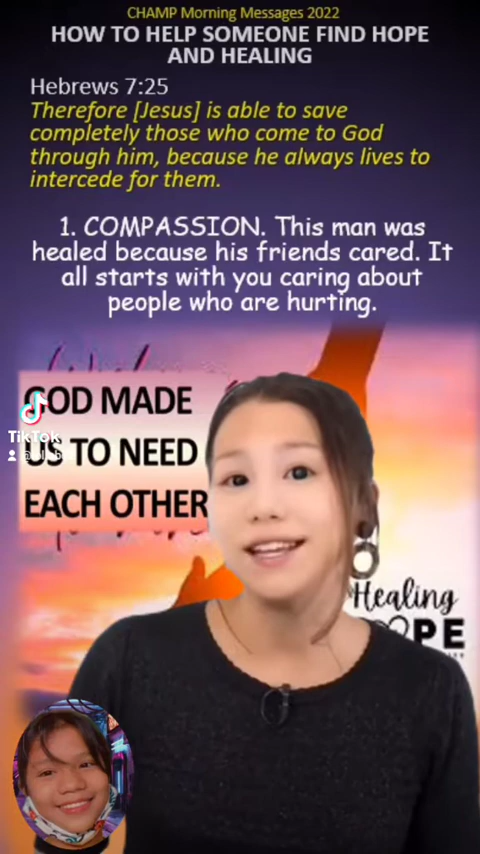 CHAMP Morning Messages 2022
HOW TO HELP SOMEONE FIND HOPE
AND HEALING
Hebrews 7:25
Therefore [Jesus] is able to save
completely those who come to God
through him, because he always lives to
intercede for them.
1. COMPASSION. This man was
healed because his friends cared. It
all starts with you caring about
people who are hurting.
GOD MADE
TikTok
US TO NEED
EACH OTHER
Healing